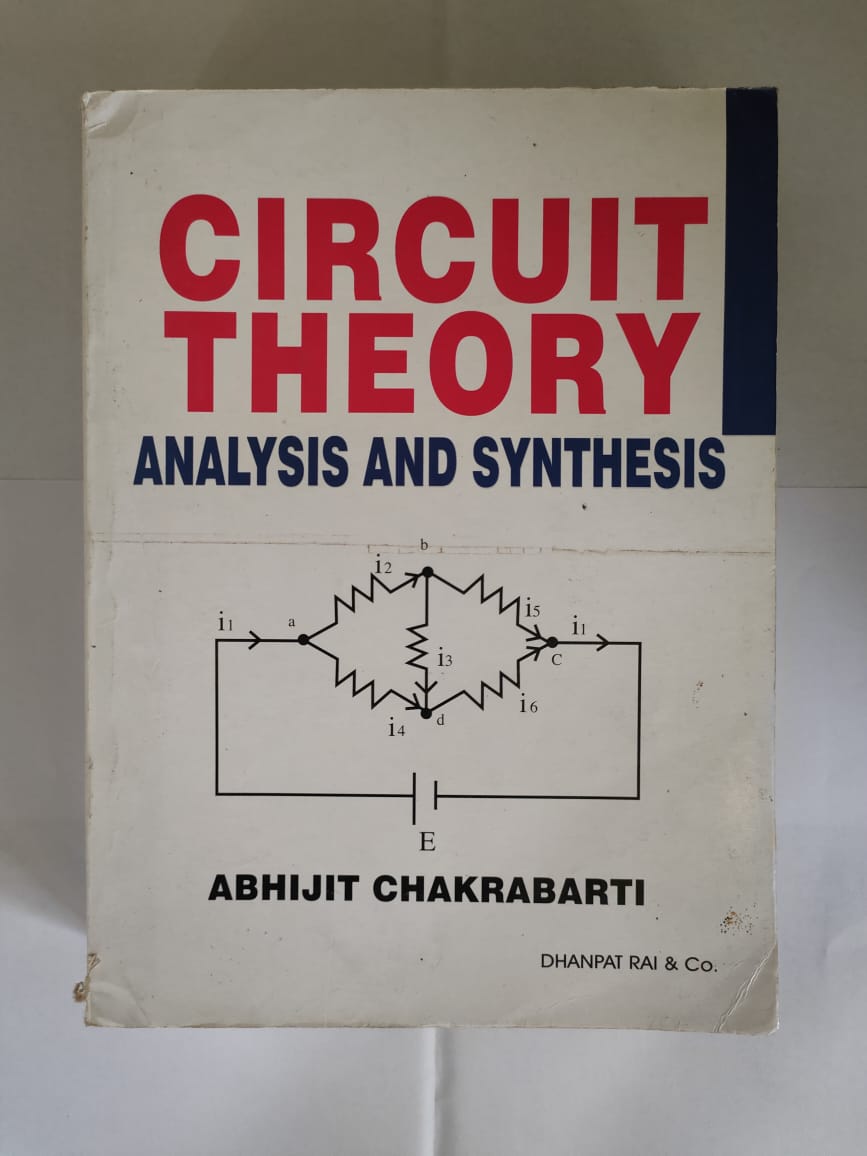 CIRCUIT
THEORY
ANALYSIS AND SYNTHESIS
b
i2
i1
a
i5
i1
i3
C
i4
d
i6
E
ABHIJIT CHAKRABARTI
DHANPAT RAI & Co.